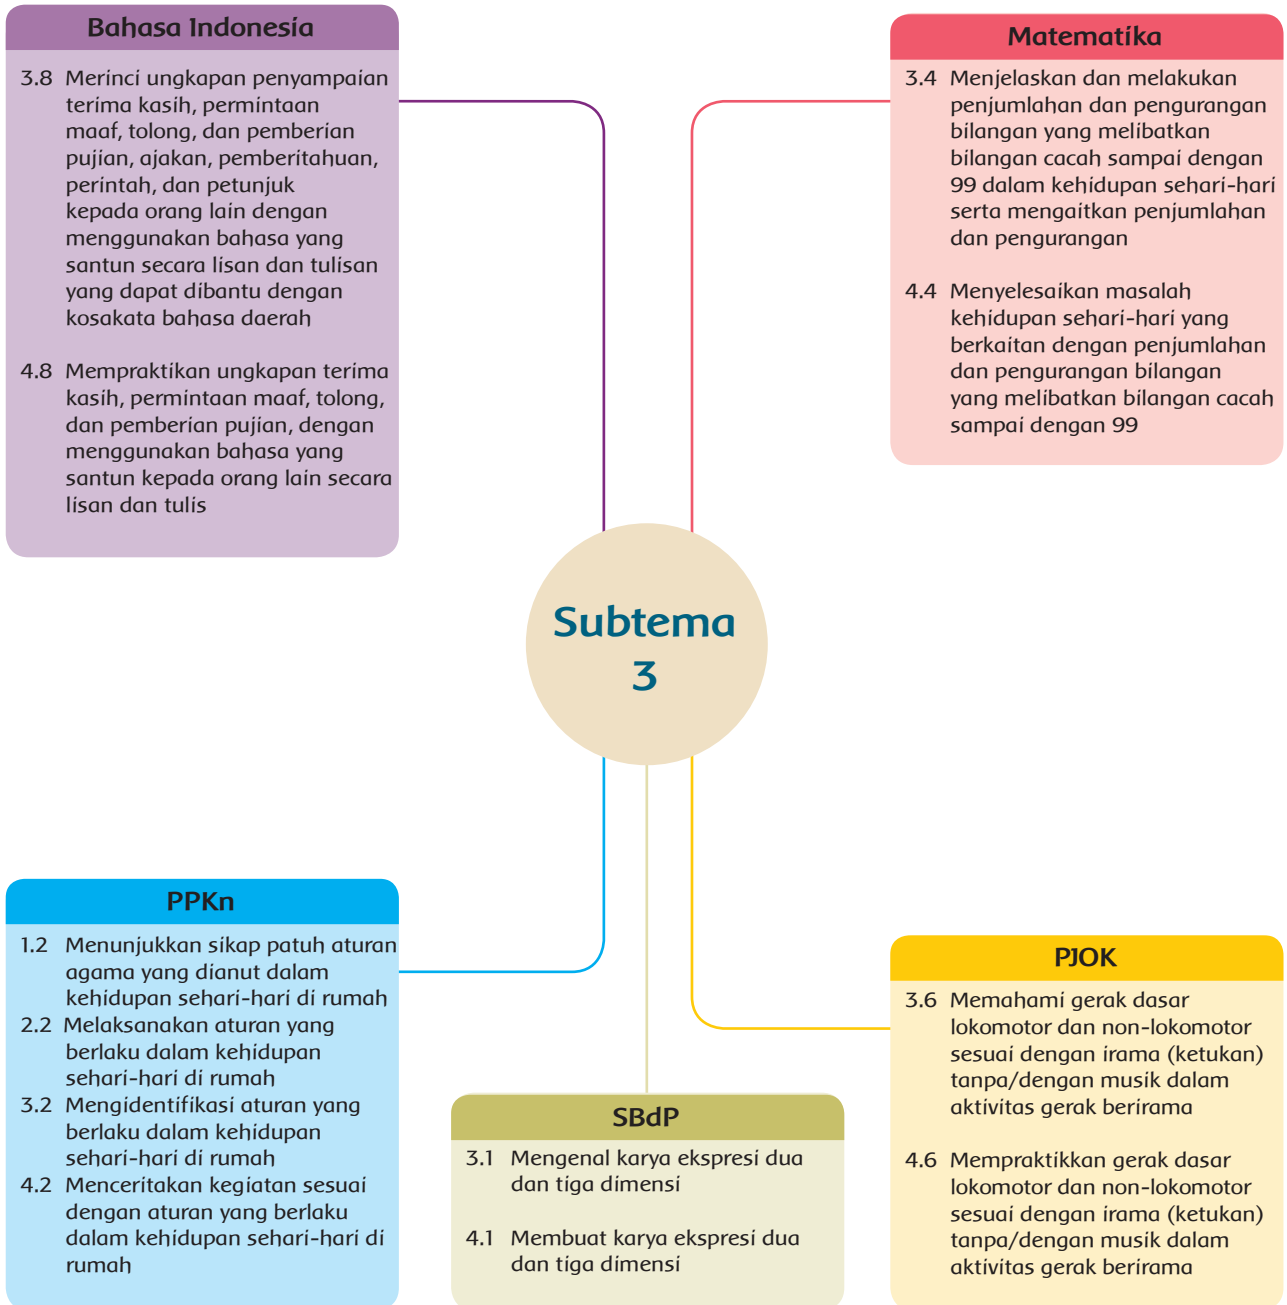 Bahasa Indonesia
3.8 Merinci ungkapan penyampaian
terima kasih, permintaan
maaf, tolong, dan pemberian
pujian, ajakan, pemberitahuan,
perintah, dan petunjuk
kepada orang lain dengan
menggunakan bahasa yang
santun secara lisan dan tulisan
yang dapat dibantu dengan
kosakata bahasa daerah
4.8 Mempraktikan ungkapan terima
kasih, permintaan maaf, tolong,
dan pemberian pujian, dengan
menggunakan bahasa yang
santun kepada orang lain secara
lisan dan tulis
Matematika
3.4 Menjelaskan dan melakukan
penjumlahan dan pengurangan
bilangan yang melibatkan
bilangan cacah sampai dengan
99 dalam kehidupan sehari-hari
serta mengaitkan penjumlahan
dan pengurangan
4.4 Menyelesaikan masalah
kehidupan sehari-hari yang
berkaitan dengan penjumlahan
dan pengurangan bilangan
yang melibatkan bilangan cacah
sampai dengan 99
Subtema
3
PPKn
1.2 Menunjukkan sikap patuh aturan
agama yang dianut dalam
kehidupan sehari-hari di rumah
2.2 Melaksanakan aturan yang
berlaku dalam kehidupan
sehari-hari di rumah
3.2 Mengidentifikasi aturan yang
berlaku dalam kehidupan
sehari-hari di rumah
4.2 Menceritakan kegiatan sesuai
dengan aturan yang berlaku
dalam kehidupan sehari-hari di
rumah
SBdP
3.1 Mengenal karya ekspresi dua
dan tiga dimensi
4.1 Membuat karya ekspresi dua
dan tiga dimensi
PJOK
3.6 Memahami gerak dasar
lokomotor dan non-lokomotor
sesuai dengan irama (ketukan)
tanpa/dengan musik dalam
aktivitas gerak berirama
4.6 Mempraktikkan gerak dasar
lokomotor dan non-lokomotor
sesuai dengan irama (ketukan)
tanpa/dengan musik dalam
aktivitas gerak berirama